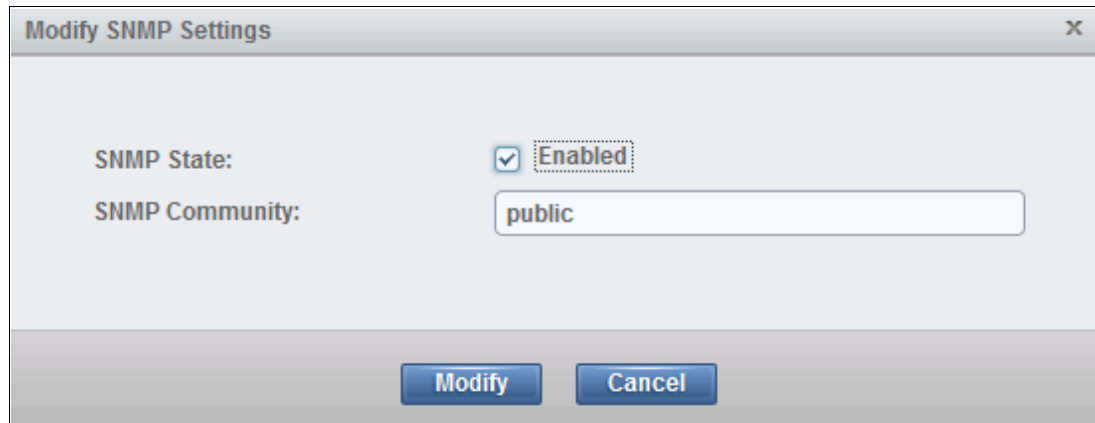 Modify SNMP Settings x
SNMP State: Enabled
SNMP Community: public
Modify Cancel